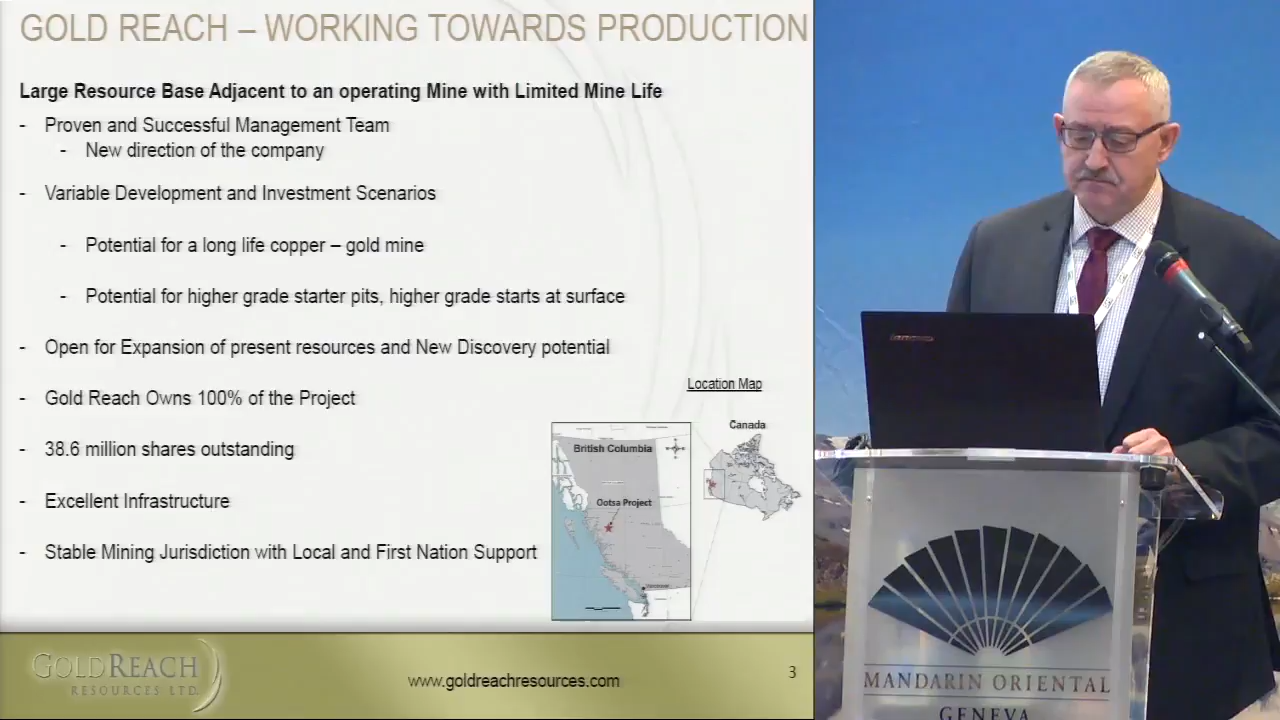 GOLD REACH – WORKING TOWARDS PRODUCTION
Large Resource Base Adjacent to an operating Mine with Limited Mine Life
- Proven and Successful Management Team
- New direction of the company
- Variable Development and Investment Scenarios
- Potential for a long life copper – gold mine
- Potential for higher grade starter pits, higher grade starts at surface
- Open for Expansion of present resources and New Discovery potential
- Gold Reach Owns 100% of the Project
- 38.6 million shares outstanding
- Excellent Infrastructure
- Stable Mining Jurisdiction with Local and First Nation Support
Location Map
Canada
British Columbia
Ootsa Project
GOLDREACH
RESOURCES LTD.
www.goldreachresources.com
3
lenovo
MANDARIN ORIENTAL
GENEVA